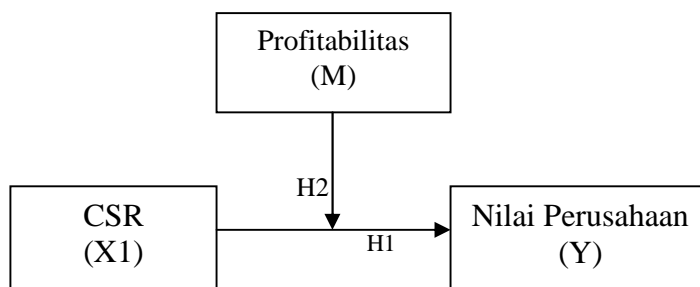 Profitabilitas
(M)
H2
CSR
(X1)
H1
Nilai Perusahaan
(Y)